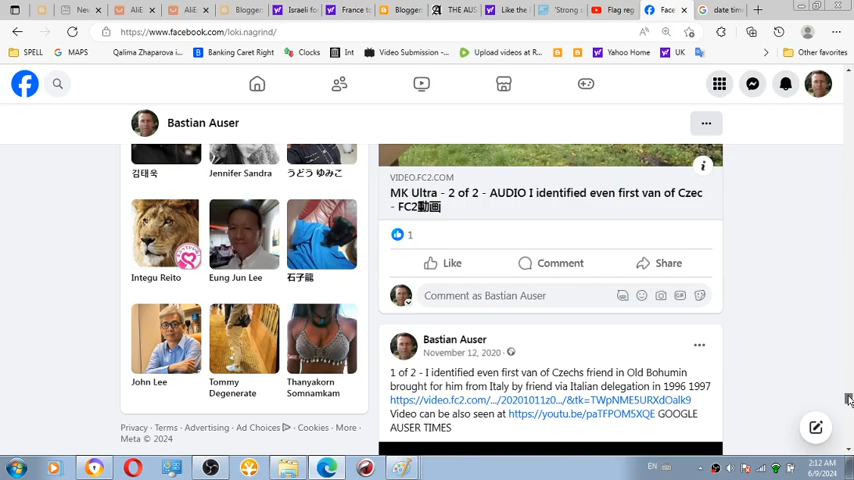 New
AliE
AliE
Blogger:
Israeli fo
France to
Blogger:
THE AUS
Like the I
'Strong s
Flag reg
Face
date time
https://www.facebook.com/loki.nagrind/
SPELL
MAPS
Qalima Zhaparova i...
Banking Caret Right
Clocks
Int
Video Submission -...
Upload videos at r...
Yahoo Home
UK
Other favorites
Bastian Auser
김태욱
Jennifer Sandra
うどう ゆみこ
Integu Reito
Eung Jun Lee
石子龍
John Lee
Tommy Degenerate
Thanyakorn Somnamkam
Privacy · Terms · Advertising · Ad Choices · Cookies · More ·
Meta © 2024
VIDEO.FC2.COM
MK Ultra - 2 of 2 - AUDIO I identified even first van of Czec
- FC2動画
1
Like
Comment
Share
Comment as Bastian Auser
Bastian Auser
November 12, 2020 ·
1 of 2 - I identified even first van of Czechs friend in Old Bohumin
brought for him from Italy by friend via Italian delegation in 1996 1997
https://video.fc2.com/.../20201011z0.../&tk=TWpNME5URXdOalk9
Video can be also seen at https://youtu.be/paTFPOM5XQE GOOGLE
AUSER TIMES
EN
2:12 AM
6/9/2024